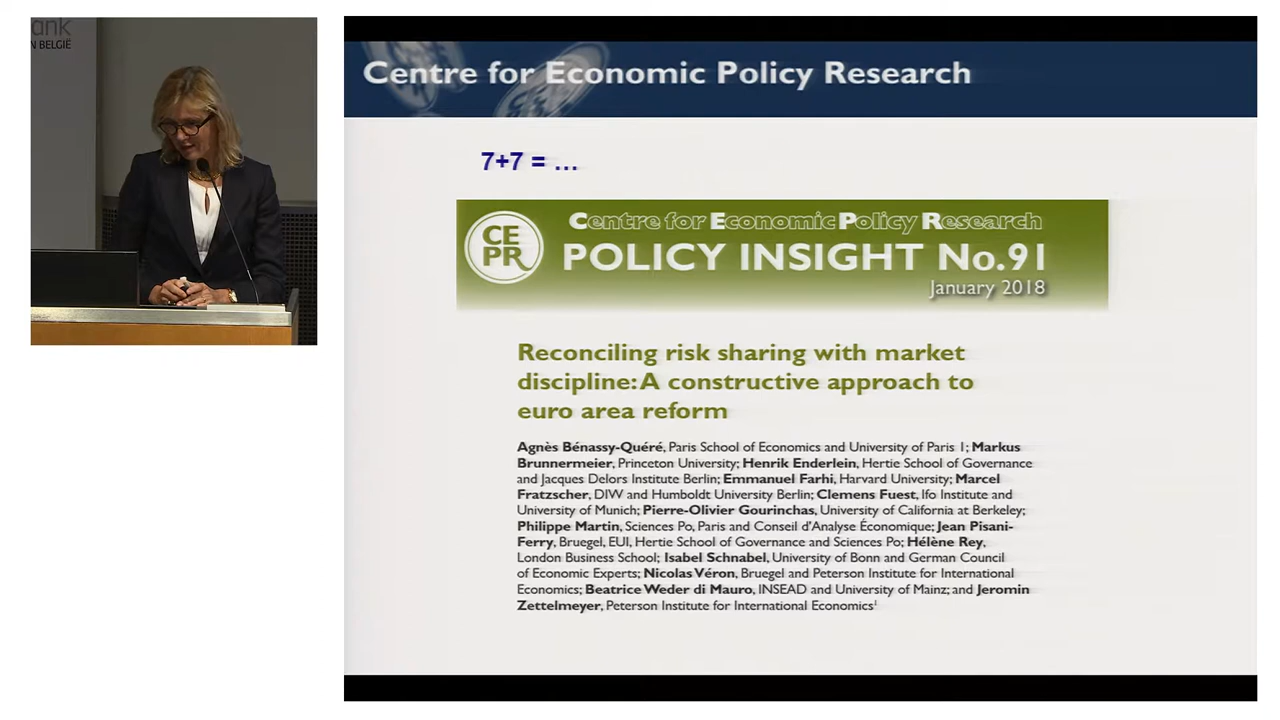 ank
N BELGIË
Centre for Economic Policy Research
7+7 = ...
CE
PR
Centre for Economic Policy Research
POLICY INSIGHT No.91
January 2018
Reconciling risk sharing with market
discipline: A constructive approach to
euro area reform
Agnès Bénassy-Quéré, Paris School of Economics and University of Paris 1; Markus
Brunnermeier, Princeton University; Henrik Enderlein, Hertie School of Governance
and Jacques Delors Institute Berlin; Emmanuel Farhi, Harvard University; Marcel
Fratzscher, DIW and Humboldt University Berlin; Clemens Fuest, Ifo Institute and
University of Munich; Pierre-Olivier Gourinchas, University of California at Berkeley;
Philippe Martin, Sciences Po, Paris and Conseil d'Analyse Économique; Jean Pisani-
Ferry, Bruegel, EUI, Hertie School of Governance and Sciences Po; Hélène Rey,
London Business School; Isabel Schnabel, University of Bonn and German Council
of Economic Experts; Nicolas Véron, Bruegel and Peterson Institute for International
Economics; Beatrice Weder di Mauro, INSEAD and University of Mainz; and Jeromin
Zettelmeyer, Peterson Institute for International Economics¹